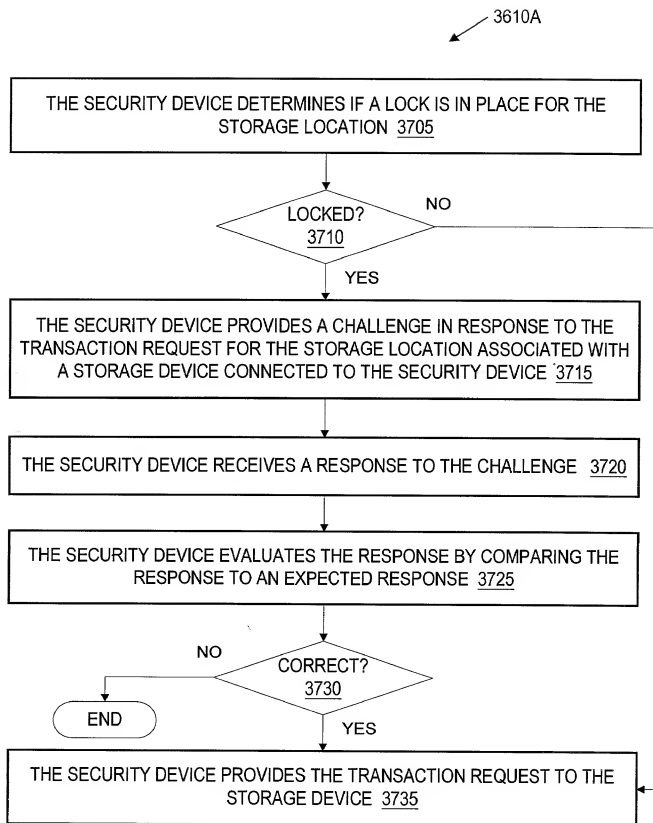 3610A
THE SECURITY DEVICE DETERMINES IF A LOCK IS IN PLACE FOR THE
STORAGE LOCATION 3705
LOCKED?
3710
NO
YES
THE SECURITY DEVICE PROVIDES A CHALLENGE IN RESPONSE TO THE
TRANSACTION REQUEST FOR THE STORAGE LOCATION ASSOCIATED WITH
A STORAGE DEVICE CONNECTED TO THE SECURITY DEVICE 3715
THE SECURITY DEVICE RECEIVES A RESPONSE TO THE CHALLENGE 3720
THE SECURITY DEVICE EVALUATES THE RESPONSE BY COMPARING THE
RESPONSE TO AN EXPECTED RESPONSE 3725
NO
CORRECT?
3730
END
YES
THE SECURITY DEVICE PROVIDES THE TRANSACTION REQUEST TO THE
STORAGE DEVICE 3735